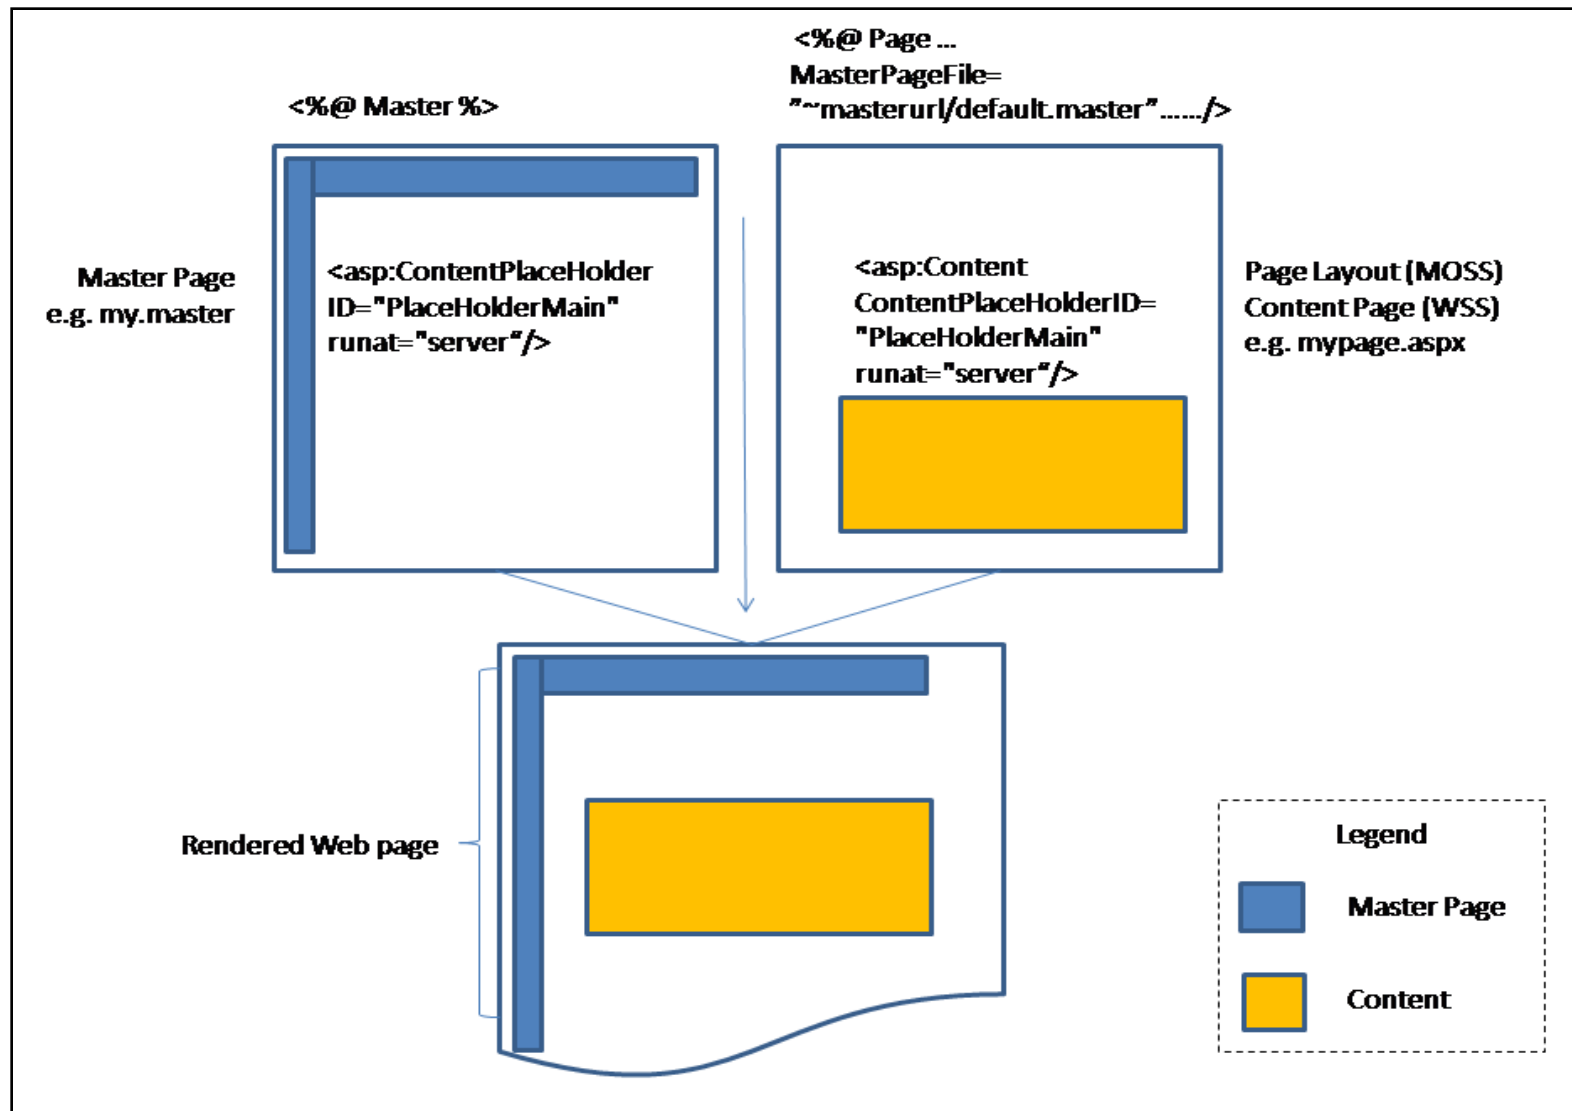 <%@ Master %>
<%@ Page ...
MasterPageFile=
"~masterurl/default.master" ....../>
Master Page
e.g. my.master
<asp:ContentPlaceHolder
ID="PlaceHolderMain"
runat="server"/>
<asp:Content
ContentPlaceHolderID=
"PlaceHolderMain"
runat="server"/>
Page Layout (MOSS)
Content Page (WSS)
e.g. mypage.aspx
Rendered Web page
Legend
Master Page
Content